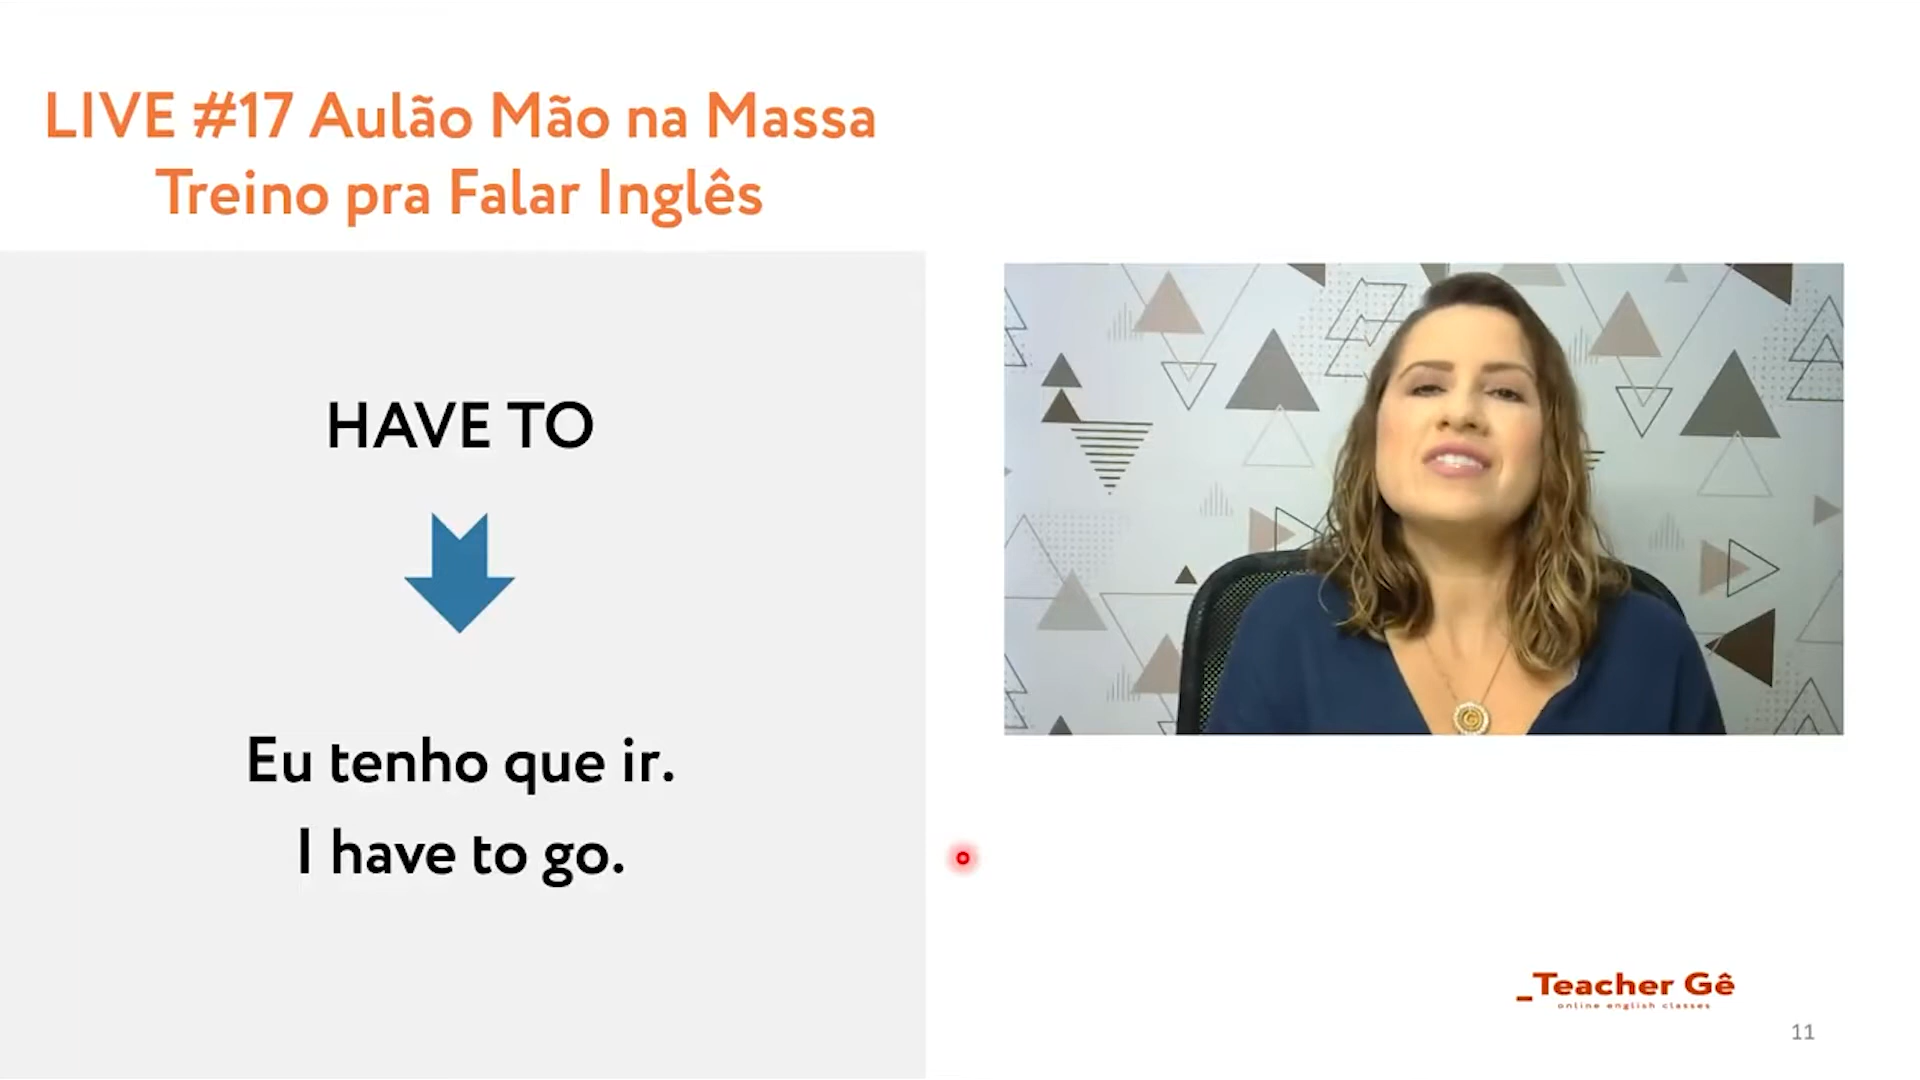 LIVE #17 Aulão Mão na Massa
Treino pra Falar Inglês
HAVE TO
Eu tenho que ir.
I have to go.
G
_Teacher Gê
online english classes
11